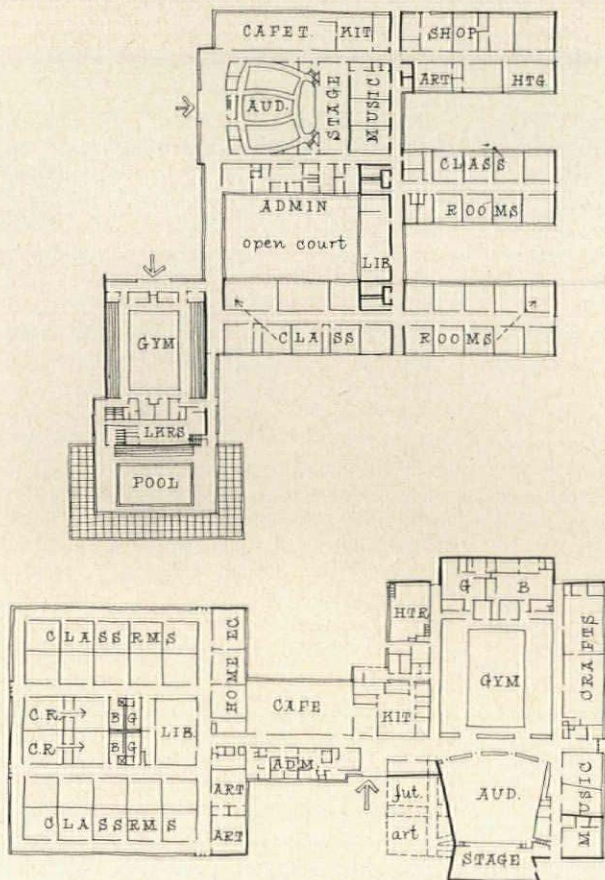 CAFET. KIT SHOP
ART HTG
AUD. STAGE MUSIC
CLASS
ROOMS
ADMIN
open court
LIB
GYM
CLASS ROOMS
LKRS
POOL
G B
HTR
CLASSRMS
HOME EC
CRAFTS
GYM
CAFE
C.R. B G
LIB.
KIT
C.R. B G
ADM.
ART
fut.
AUD.
MUSIC
CLASSRMS
ART
art
STAGE